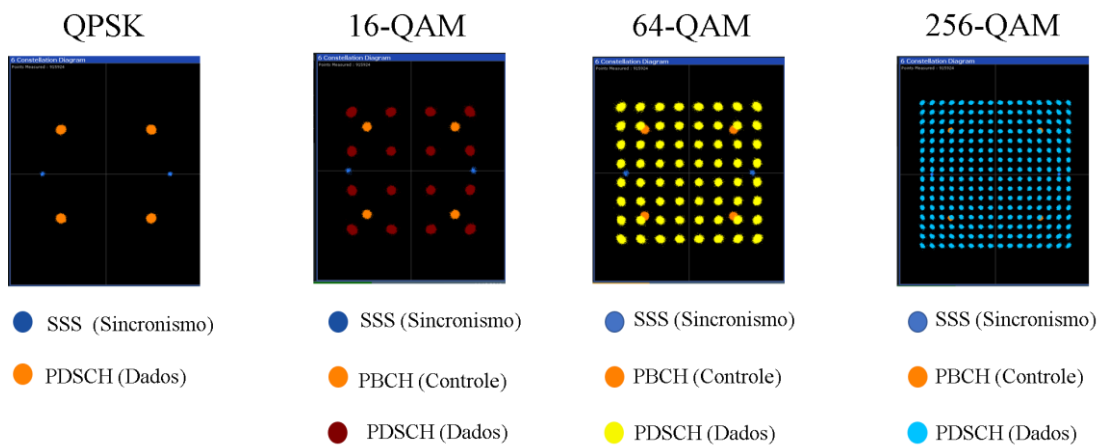 QPSK
16-QAM
64-QAM
256-QAM
6 Constellation Diagram
6 Constellation Diagram
6 Constellation Diagram
6 Constellation Diagram
SSS (Sincronismo)
PDSCH (Dados)
SSS (Sincronismo)
PBCH (Controle)
PDSCH (Dados)
SSS (Sincronismo)
PBCH (Controle)
PDSCH (Dados)
SSS (Sincronismo)
PBCH (Controle)
PDSCH (Dados)